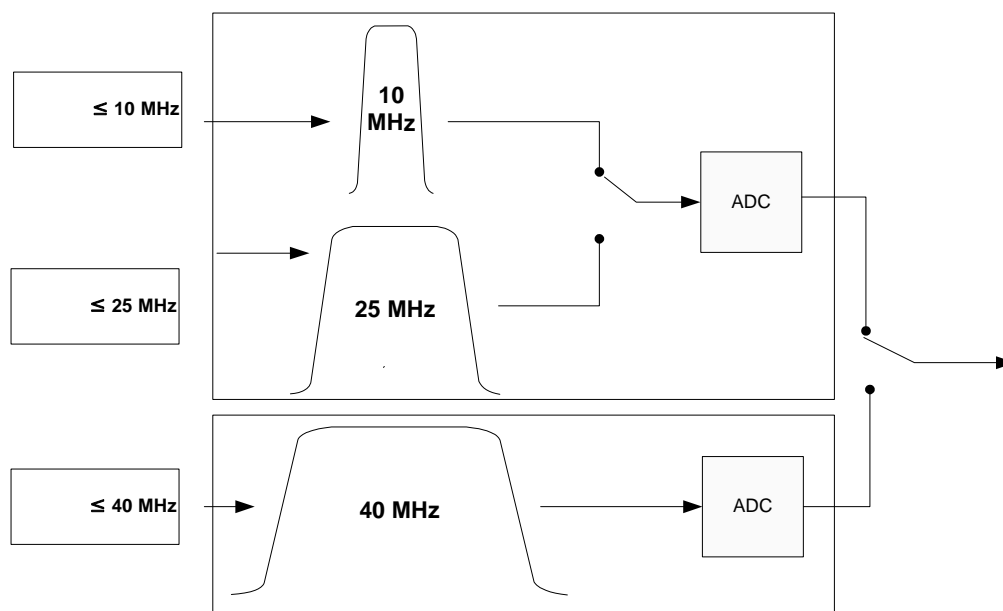 ≤ 10 MHz
10
MHz
ADC
≤ 25 MHz
25 MHz
≤ 40 MHz
40 MHz
ADC